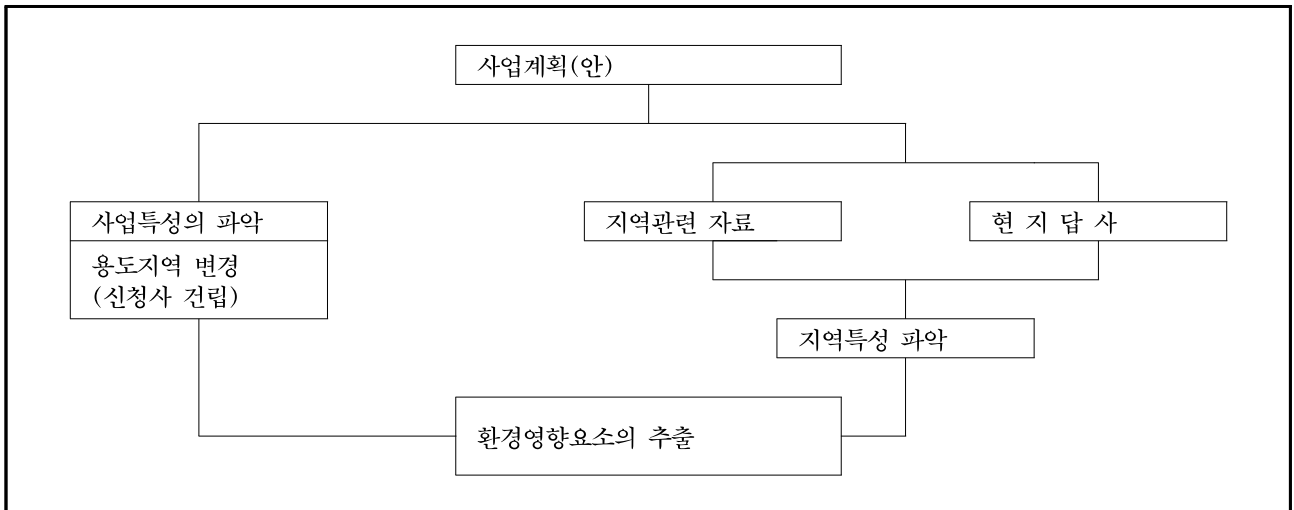 사업계획(안)
사업특성의 파악
용도지역 변경
(신청사 건립)
지역관련 자료
현 지 답 사
지역특성 파악
환경영향요소의 추출